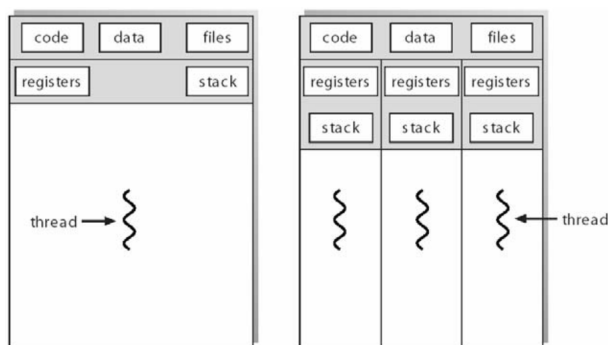 code data files
registers stack
thread
code data files
registers registers registers
stack stack stack
thread